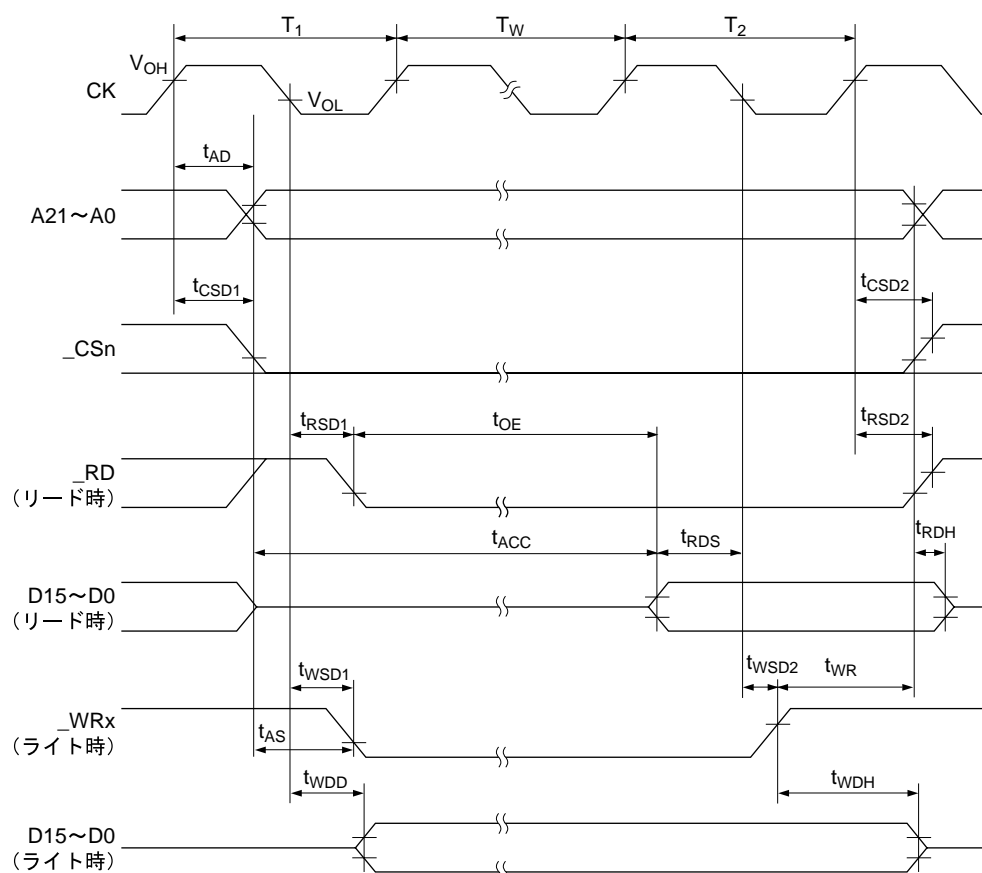 T1 TW T2
VOH
CK
VOL
tAD
A21～A0
tCSD1 tCSD2
_CSn
tRSD1 tOE tRSD2
_RD
（リード時）
tACC tRDS tRDH
D15～D0
（リード時）
tWSD1 tWSD2 tWR
_WRx
（ライト時）
tAS
tWDD tWDH
D15～D0
（ライト時）